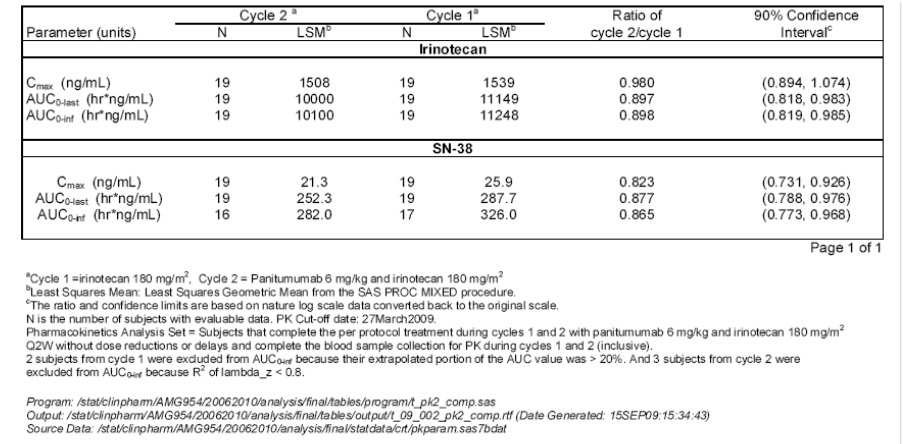 Cycle 2 a Cycle 1a Ratio of 90% Confidence
Parameter (units) N LSMb N LSMb cycle 2/cycle 1 Intervalc
Irinotecan
Cmax (ng/mL) 19 1508 19 1539 0.980 (0.894, 1.074)
AUC0-last (hr*ng/mL) 19 10000 19 11149 0.897 (0.818, 0.983)
AUC0-inf (hr*ng/mL) 19 10100 19 11248 0.898 (0.819, 0.985)
SN-38
Cmax (ng/mL) 19 21.3 19 25.9 0.823 (0.731, 0.926)
AUC0-last (hr*ng/mL) 19 252.3 19 287.7 0.877 (0.788, 0.976)
AUC0-inf (hr*ng/mL) 16 282.0 17 326.0 0.865 (0.773, 0.968)
Page 1 of 1
aCycle 1 =irinotecan 180 mg/m2, Cycle 2 = Panitumumab 6 mg/kg and irinotecan 180 mg/m2
bLeast Squares Mean: Least Squares Geometric Mean from the SAS PROC MIXED procedure.
cThe ratio and confidence limits are based on nature log scale data converted back to the original scale.
N is the number of subjects with evaluable data. PK Cut-off date: 27March2009.
Pharmacokinetics Analysis Set = Subjects that complete the per protocol treatment during cycles 1 and 2 with panitumumab 6 mg/kg and irinotecan 180 mg/m2
Q2W without dose reductions or delays and complete the blood sample collection for PK during cycles 1 and 2 (inclusive).
2 subjects from cycle 1 were excluded from AUC0-inf because their extrapolated portion of the AUC value was > 20%. And 3 subjects from cycle 2 were
excluded from AUC0-inf because R2 of lambda_z < 0.8.
Program: /stat/clinpharm/AMG954/20062010/analysis/final/tables/program/t_pk2_comp.sas
Output: /stat/clinpharm/AMG954/20062010/analysis/final/tables/output/t_09_002_pk2_comp.rtf (Date Generated: 15SEP09:15:34:43)
Source Data: /stat/clinpharm/AMG954/20062010/analysis/final/statdata/crt/pkparam.sas7bdat